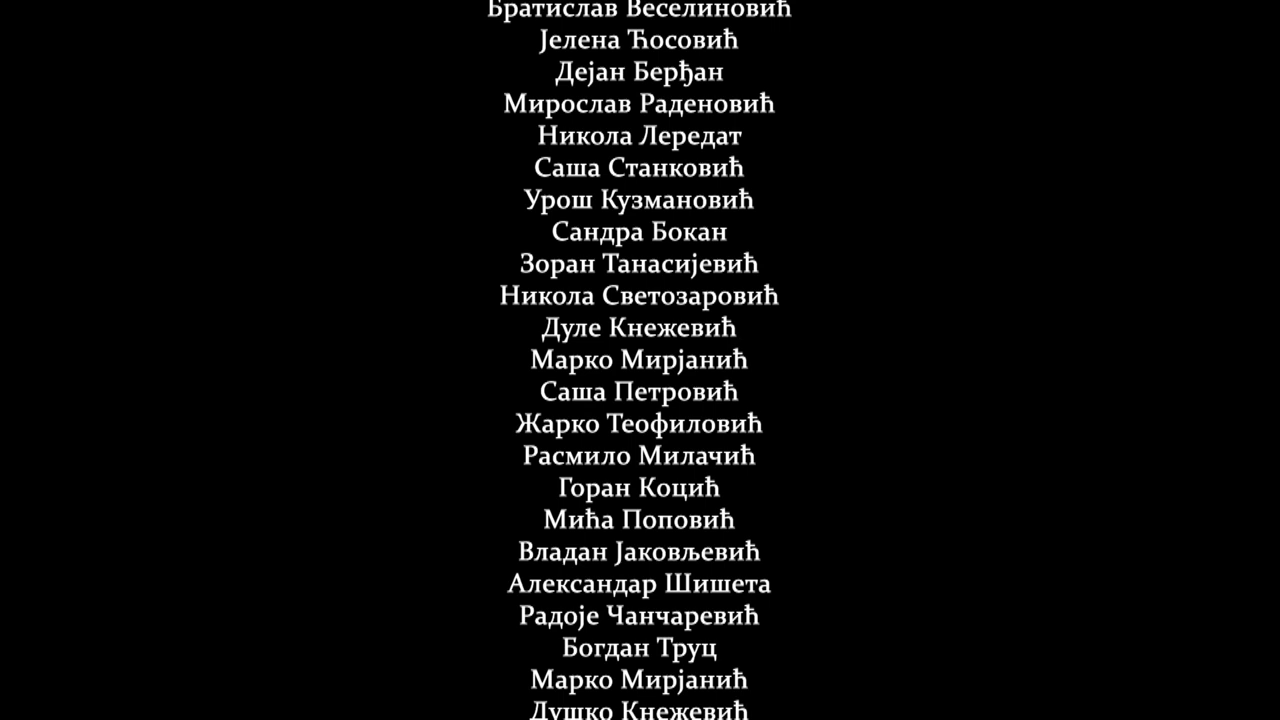 Братислав Веселиновић
Јелена Ћосовић
Дејан Берђан
Мирослав Раденовић
Никола Лередат
Саша Станковић
Урош Кузмановић
Сандра Бокан
Зоран Танасијевић
Никола Светозаровић
Дуле Кнежевић
Марко Мирјанић
Саша Петровић
Жарко Теофиловић
Расмило Милачић
Горан Коцић
Мића Поповић
Владан Јаковљевић
Александар Шишета
Радоје Чанчаревић
Богдан Труц
Марко Мирјанић
Душко Кнежевић